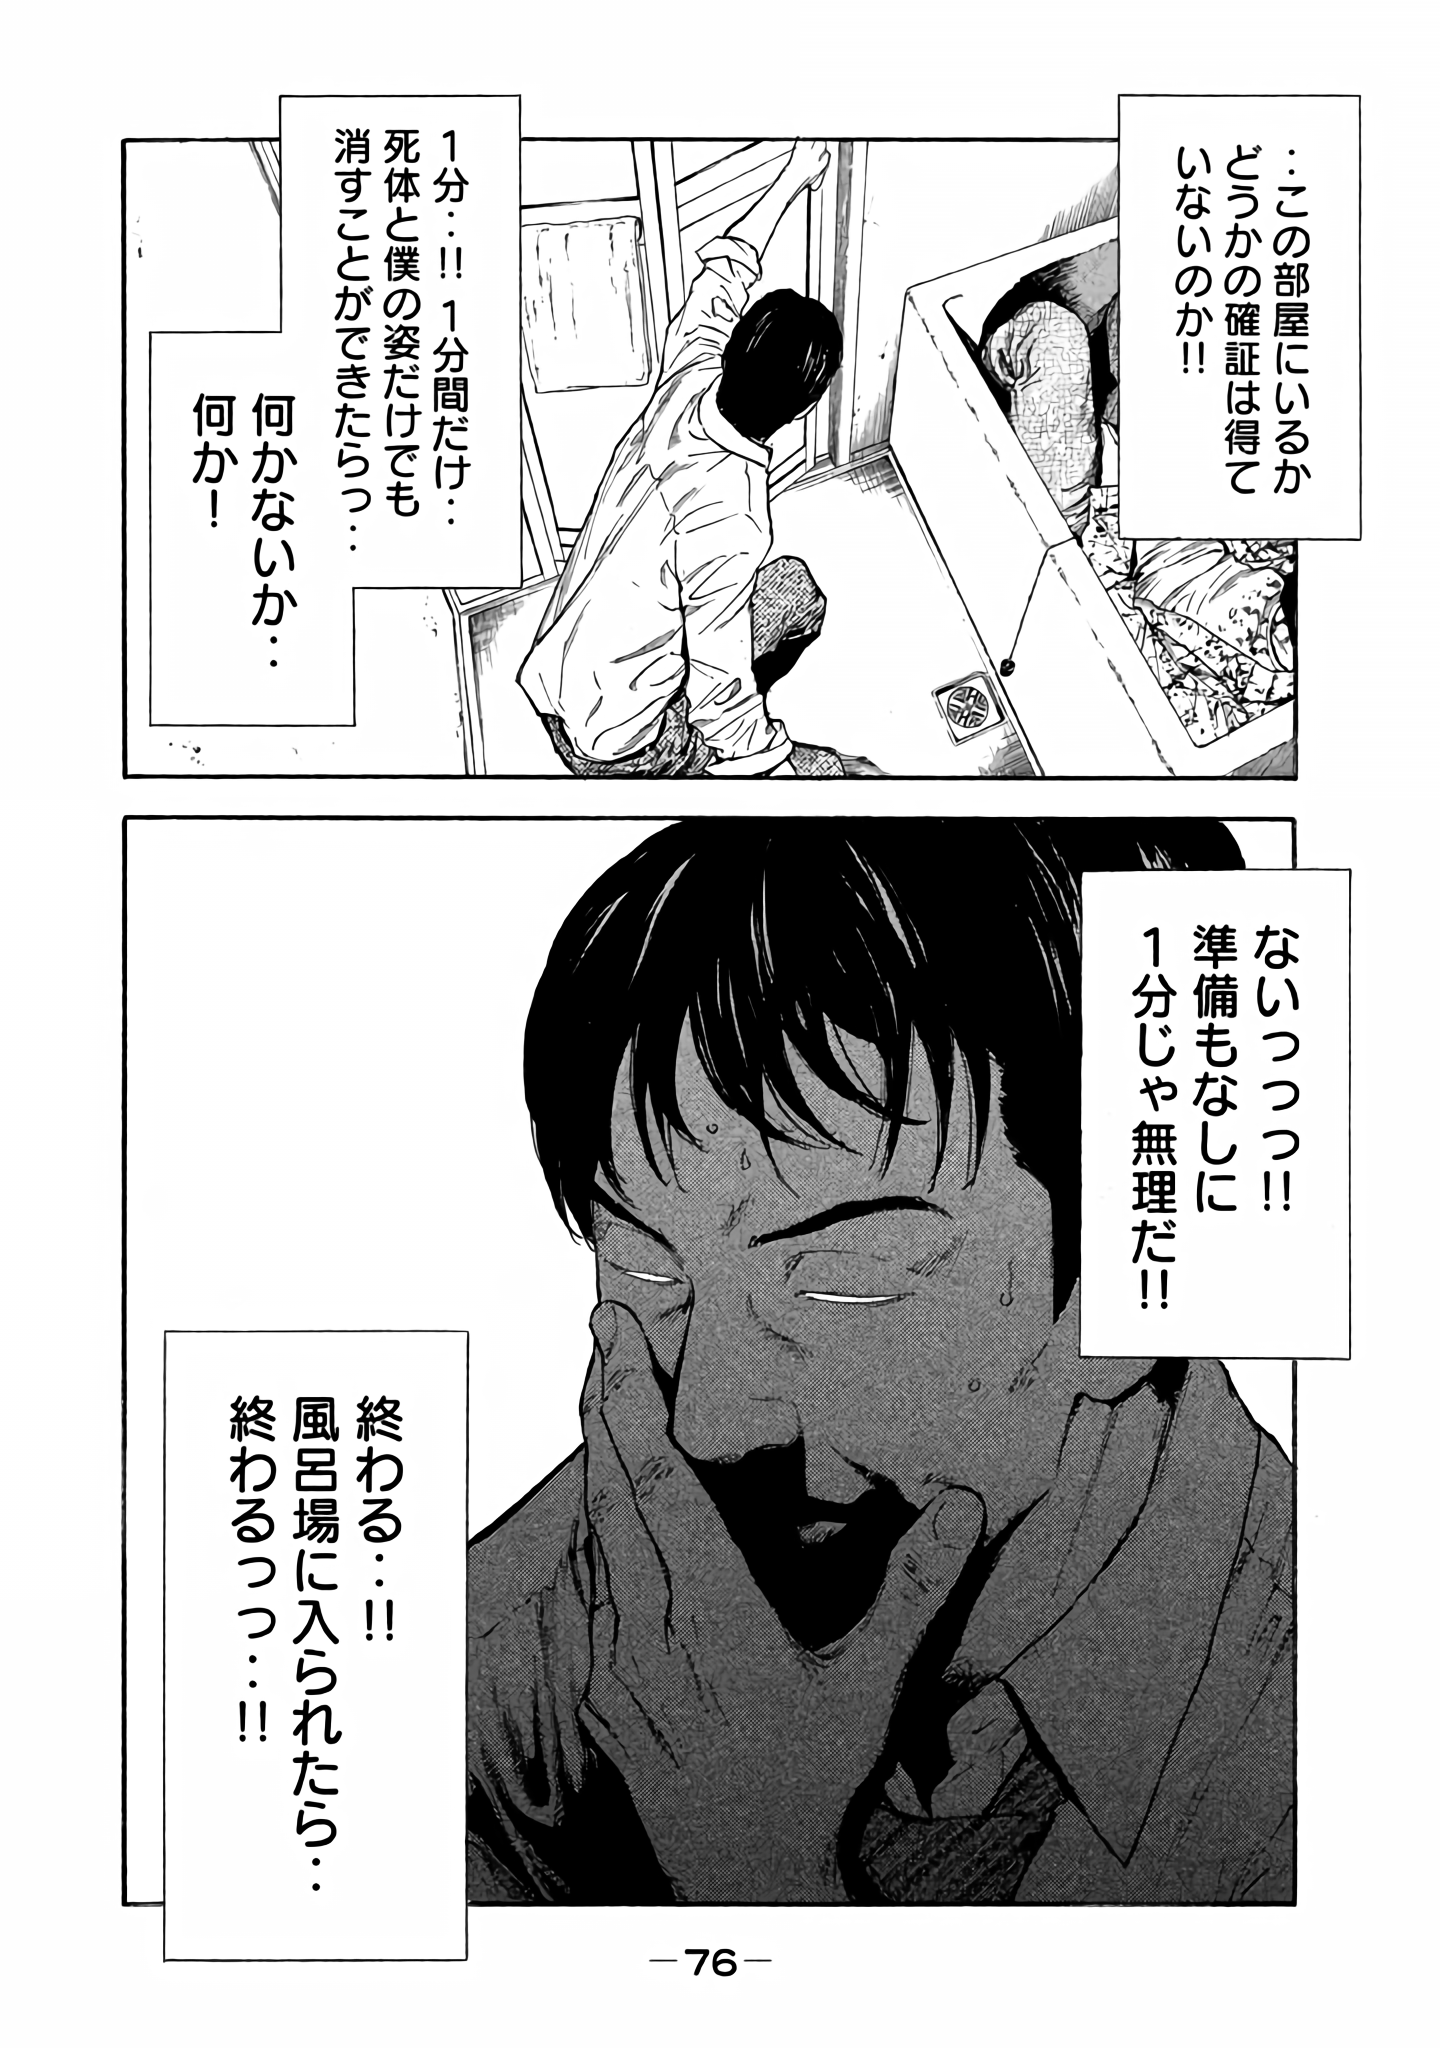 ‥この部屋にいるか
どうかの確証は得て
いないのか!!
1分‥!! 1分間だけ‥
死体と僕の姿だけでも
消すことができたらっ‥
何かないか‥
何か!
ないっっっ!!
準備もなしに
1分じゃ無理だ!!
終わる‥!!
風呂場に入られたら‥
終わるっっ‥!!
—76—